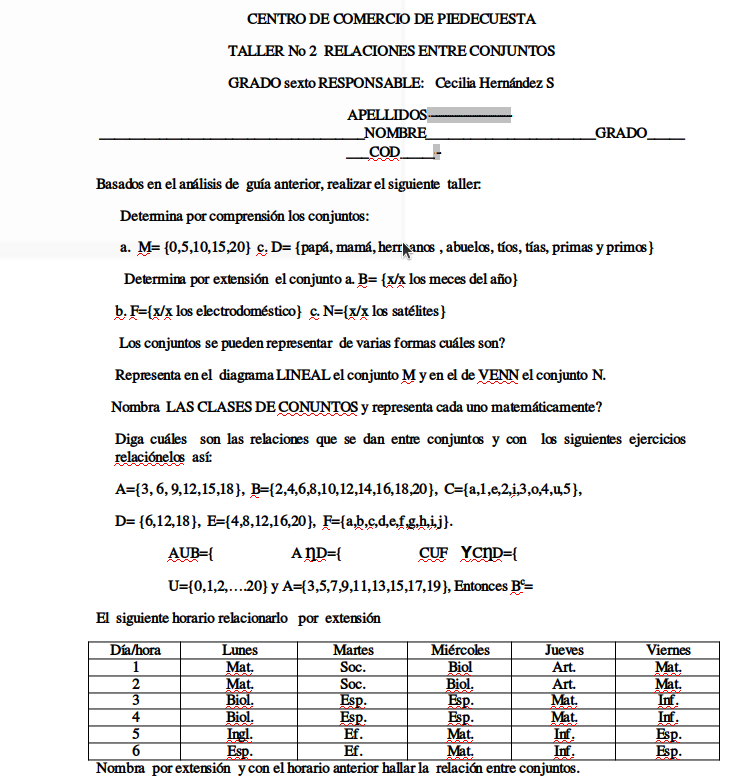 CENTRO DE COMERCIO DE PIEDECUESTA
TALLER No 2 RELACIONES ENTRE CONJUNTOS
GRADO sexto RESPONSABLE: Cecilia Hernández S
APELLIDOS--------------------
___________________________________NOMBRE______________________GRADO_____
___COD_____-
Basados en el análisis de guía anterior, realizar el siguiente taller:
Determina por comprensión los conjuntos:
a. M= {0,5,10,15,20} c. D= {papá, mamá, hermanos , abuelos, tíos, tías, primas y primos}
Determina por extensión el conjunto a. B= {x/x los meces del año}
b. F={x/x los electrodoméstico} c. N={x/x los satélites}
Los conjuntos se pueden representar de varias formas cuáles son?
Representa en el diagrama LINEAL el conjunto M y en el de VENN el conjunto N.
Nombra LAS CLASES DE CONUNTOS y representa cada uno matemáticamente?
Diga cuáles son las relaciones que se dan entre conjuntos y con los siguientes ejercicios
relaciónelos así:
A={3, 6, 9,12,15,18}, B={2,4,6,8,10,12,14,16,18,20}, C={a,1,e,2,i,3,o,4,u,5},
D= {6,12,18}, E={4,8,12,16,20}, F={a,b,c,d,e,f,g,h,i,j}.
AUB={ A ∩D={ CUF YC∩D={
U={0,1,2,….20} y A={3,5,7,9,11,13,15,17,19}, Entonces Bᶜ=
El siguiente horario relacionarlo por extensión
Día/hora Lunes Martes Miércoles Jueves Viernes
1 Mat. Soc. Biol Art. Mat.
2 Mat. Soc. Biol. Art. Mat.
3 Biol. Esp. Esp. Mat. Inf.
4 Biol. Esp. Esp. Mat. Inf.
5 Ingl. Ef. Mat. Inf. Esp.
6 Esp. Ef. Mat. Inf. Esp.
Nombra por extensión y con el horario anterior hallar la relación entre conjuntos.